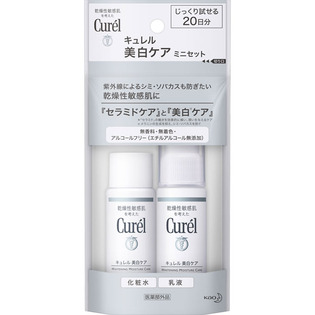 乾燥性敏感肌
を考えた
Curél
じっくり試せる
20日分
キュレル
美白ケア ミニセット
紫外線によるシミ・ソバカスも防ぎたい
乾燥性敏感肌に
『セラミドケア』と『美白ケア』
無香料・無着色・
アルコールフリー(エチルアルコール無添加)
乾燥性敏感肌
を考えた
Curél
キュレル 美白ケア
乾燥性敏感肌
を考えた
Curél
キュレル 美白ケア
化粧水
乳液
医薬部外品
Kao